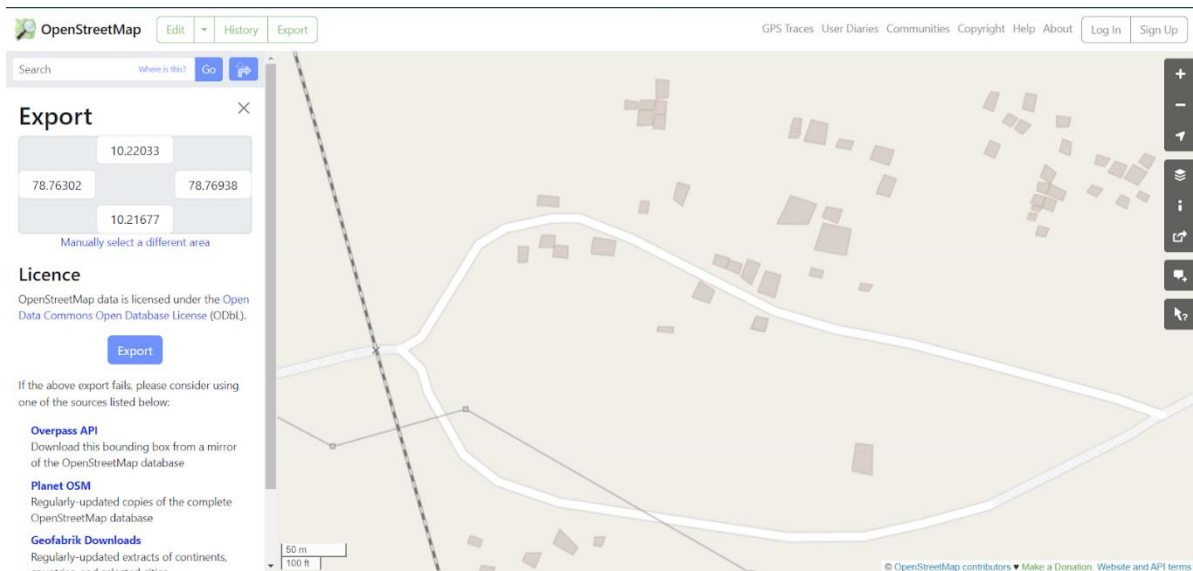 OpenStreetMap Edit History Export GPS Traces User Diaries Communities Copyright Help About Log In Sign Up
Search Where is this? Go
Export
10.22033
78.76302 78.76938
10.21677
Manually select a different area
Licence
OpenStreetMap data is licensed under the Open
Data Commons Open Database License (ODbL).
Export
If the above export fails, please consider using
one of the sources listed below:
Overpass API
Download this bounding box from a mirror
of the OpenStreetMap database
Planet OSM
Regularly-updated copies of the complete
OpenStreetMap database
Geofabrik Downloads
Regularly-updated extracts of continents,
50 m
100 ft
© OpenStreetMap contributors ♥ Make a Donation. Website and API terms